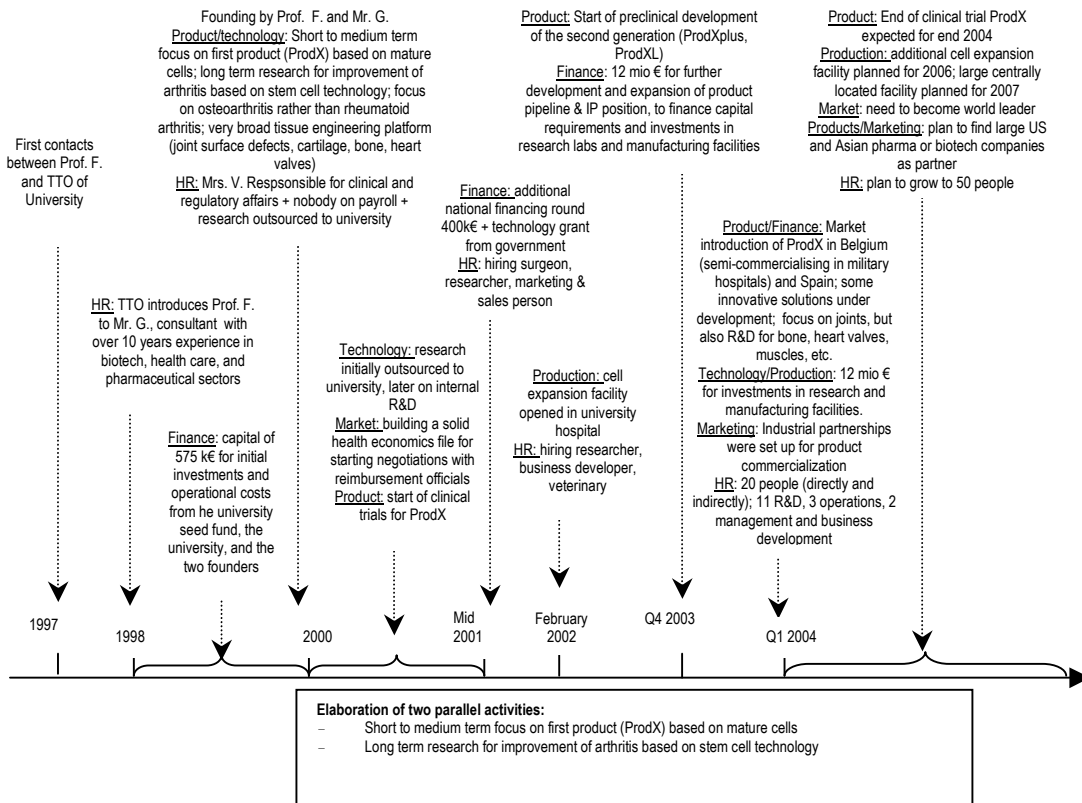 Founding by Prof. F. and Mr. G.
Product/technology: Short to medium term
focus on first product (ProdX) based on mature
cells; long term research for improvement of
arthritis based on stem cell technology; focus
on osteoarthritis rather than rheumatoid
arthritis; very broad tissue engineering platform
(joint surface defects, cartilage, bone, heart
valves)
HR: Mrs. V. Respsonsible for clinical and
regulatory affairs + nobody on payroll +
research outsourced to university
Product: Start of preclinical development
of the second generation (ProdXplus,
ProdXL)
Finance: 12 mio € for further
development and expansion of product
pipeline & IP position, to finance capital
requirements and investments in
research labs and manufacturing facilities
Product: End of clinical trial ProdX
expected for end 2004
Production: additional cell expansion
facility planned for 2006; large centrally
located facility planned for 2007
Market: need to become world leader
Products/Marketing: plan to find large US
and Asian pharma or biotech companies
as partner
HR: plan to grow to 50 people
First contacts
between Prof. F.
and TTO of
University
Finance: additional
national financing round
400k€ + technology grant
from government
HR: hiring surgeon,
researcher, marketing &
sales person
Product/Finance: Market
introduction of ProdX in Belgium
(semi-commercialising in military
hospitals) and Spain; some
innovative solutions under
development; focus on joints, but
also R&D for bone, heart valves,
muscles, etc.
Technology/Production: 12 mio €
for investments in research and
manufacturing facilities.
Marketing: Industrial partnerships
were set up for product
commercialization
HR: 20 people (directly and
indirectly); 11 R&D, 3 operations, 2
management and business
development
HR: TTO introduces Prof. F.
to Mr. G., consultant with
over 10 years experience in
biotech, health care, and
pharmaceutical sectors
Technology: research
initially outsourced to
university, later on internal
R&D
Market: building a solid
health economics file for
starting negotiations with
reimbursement officials
Product: start of clinical
trials for ProdX
Production: cell
expansion facility
opened in university
hospital
HR: hiring researcher,
business developer,
veterinary
Finance: capital of
575 k€ for initial
investments and
operational costs
from he university
seed fund, the
university, and the
two founders
1997
1998
2000
Mid
2001
February
2002
Q4 2003
Q1 2004
Elaboration of two parallel activities:
– Short to medium term focus on first product (ProdX) based on mature cells
– Long term research for improvement of arthritis based on stem cell technology